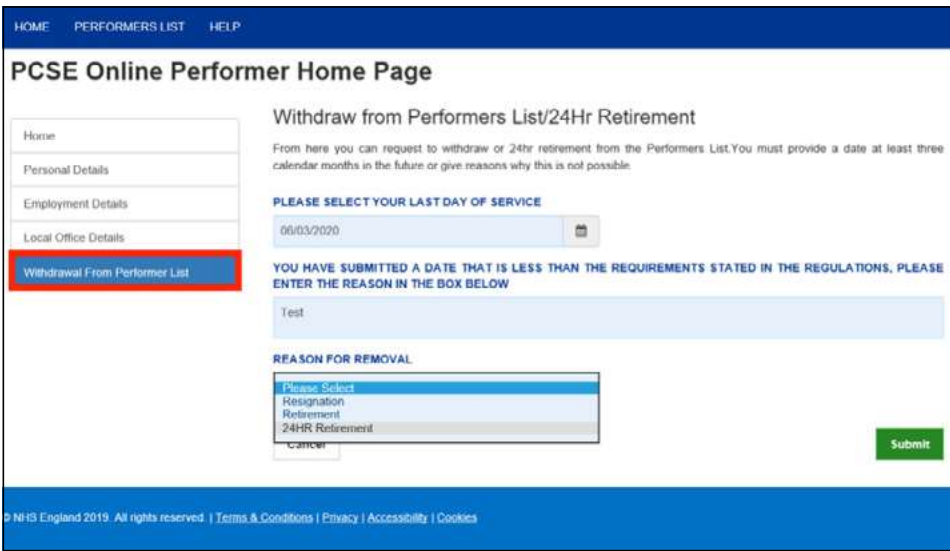 HOME PERFORMERS LIST HELP
PCSE Online Performer Home Page
Home
Personal Details
Employment Details
Local Office Details
Withdrawal From Performer List
Withdraw from Performers List/24Hr Retirement
From here you can request to withdraw or 24hr retirement from the Performers List.You must provide a date at least three
calendar months in the future or give reasons why this is not possible.
PLEASE SELECT YOUR LAST DAY OF SERVICE
06/03/2020
YOU HAVE SUBMITTED A DATE THAT IS LESS THAN THE REQUIREMENTS STATED IN THE REGULATIONS, PLEASE
ENTER THE REASON IN THE BOX BELOW
Test
REASON FOR REMOVAL
Please Select
Resignation
Retirement
24HR Retirement
Cancel
Submit
© NHS England 2019. All rights reserved. | Terms & Conditions | Privacy | Accessibility | Cookies